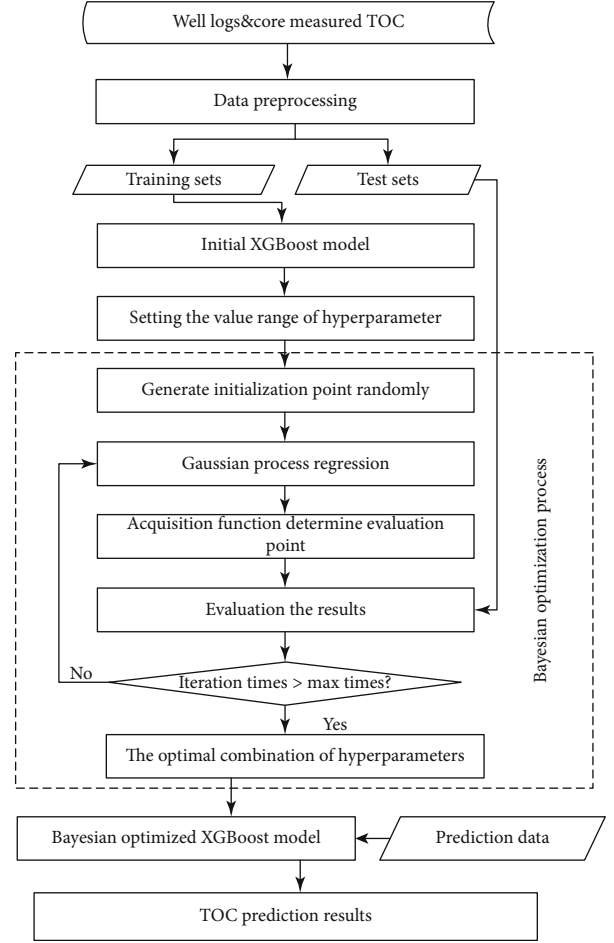 Well logs&core measured TOC
Data preprocessing
Training sets
Test sets
Initial XGBoost model
Setting the value range of hyperparameter
Generate initialization point randomly
Gaussian process regression
Acquisition function determine evaluation
point
Evaluation the results
No
Iteration times > max times?
Yes
The optimal combination of hyperparameters
Bayesian optimization process
Bayesian optimized XGBoost model
Prediction data
TOC prediction results